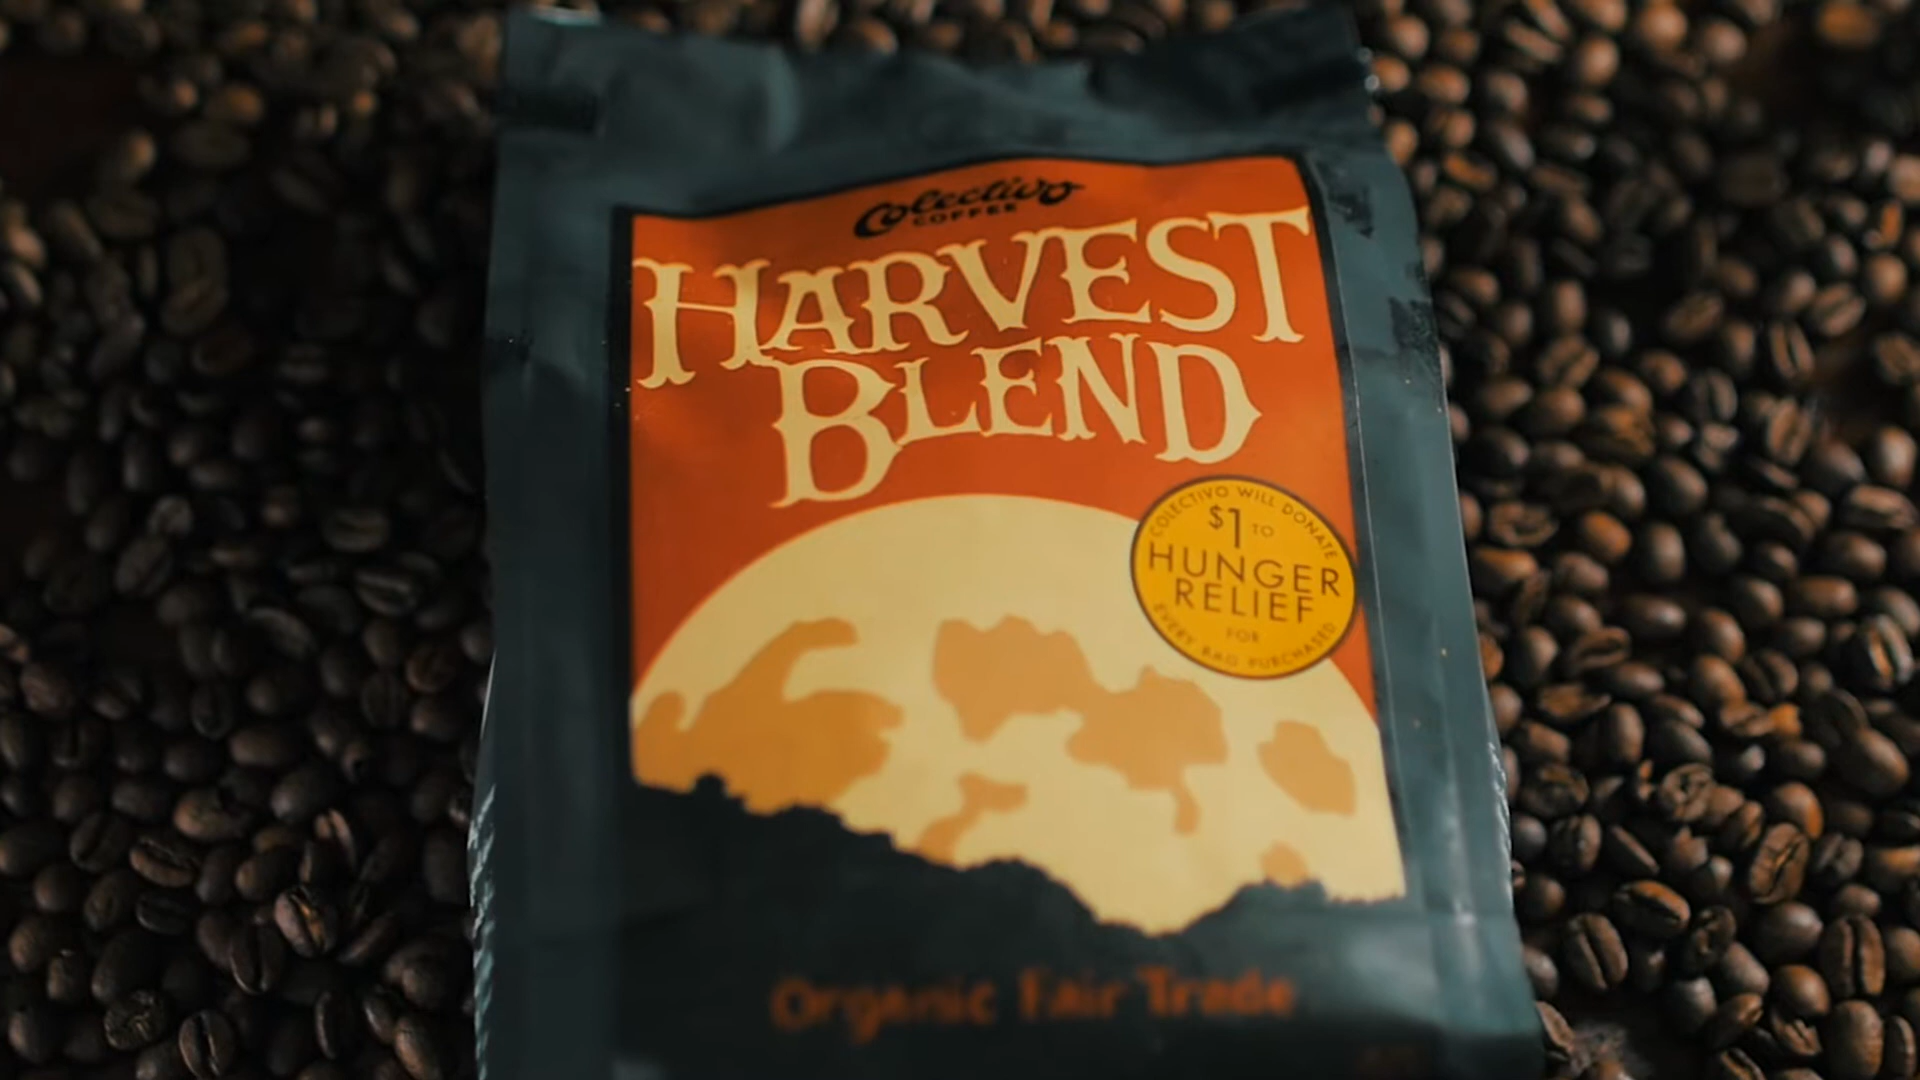 Colectivo
COFFEE
HARVEST
BLEND
COLECTIVO WILL DONATE
$1 TO
HUNGER
RELIEF
FOR
EVERY BAG PURCHASED
Organic Fair Trade